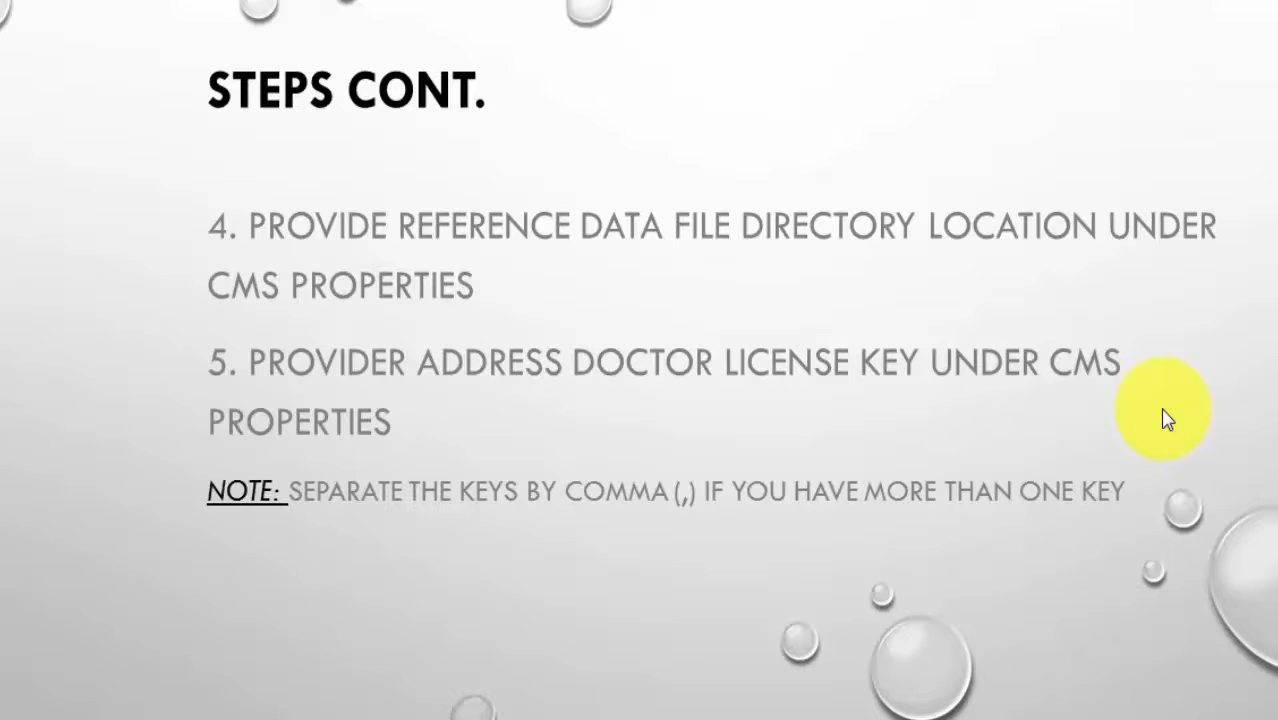 STEPS CONT.
4. PROVIDE REFERENCE DATA FILE DIRECTORY LOCATION UNDER
CMS PROPERTIES
5. PROVIDER ADDRESS DOCTOR LICENSE KEY UNDER CMS
PROPERTIES
NOTE: SEPARATE THE KEYS BY COMMA (,) IF YOU HAVE MORE THAN ONE KEY